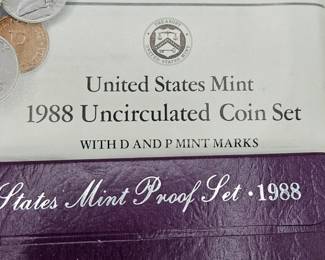 United States Mint
1988 Uncirculated Coin Set
WITH D AND P MINT MARKS
States Mint Proof Set · 1988